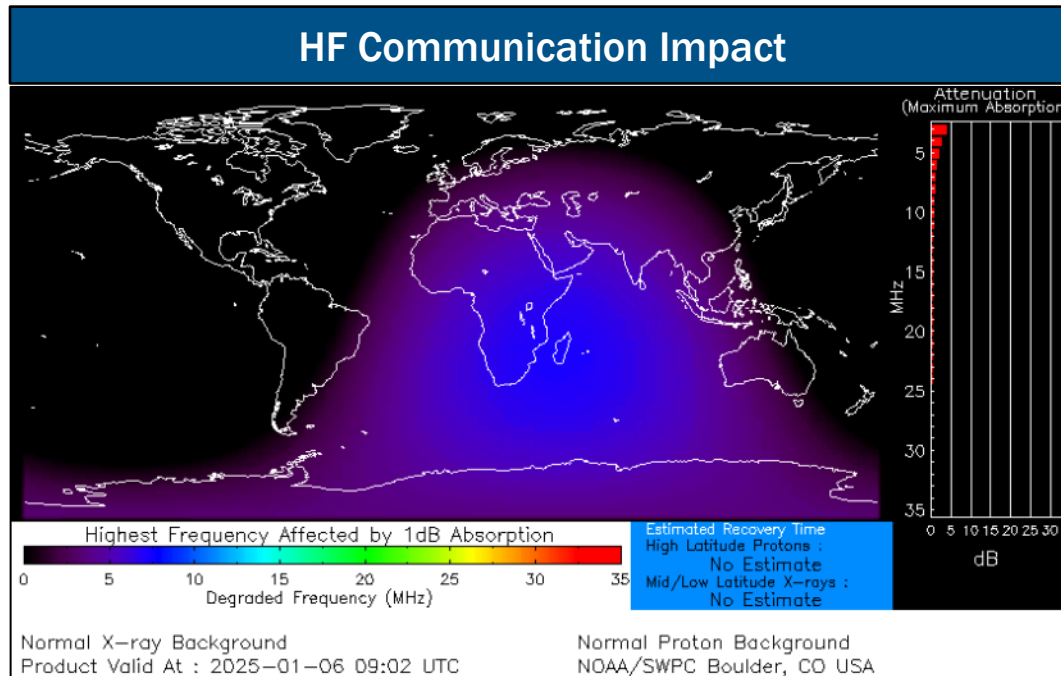 HF Communication Impact
Attenuation
(Maximum Absorption
5
10
15
20
25
30
35
MHz
0 5 10 15 20 25 30
dB
Highest Frequency Affected by 1dB Absorption
0 5 10 15 20 25 30 35
Degraded Frequency (MHz)
Estimated Recovery Time
High Latitude Protons :
No Estimate
Mid/Low Latitude X-rays :
No Estimate
Normal X-ray Background
Product Valid At : 2025-01-06 09:02 UTC
Normal Proton Background
NOAA/SWPC Boulder, CO USA